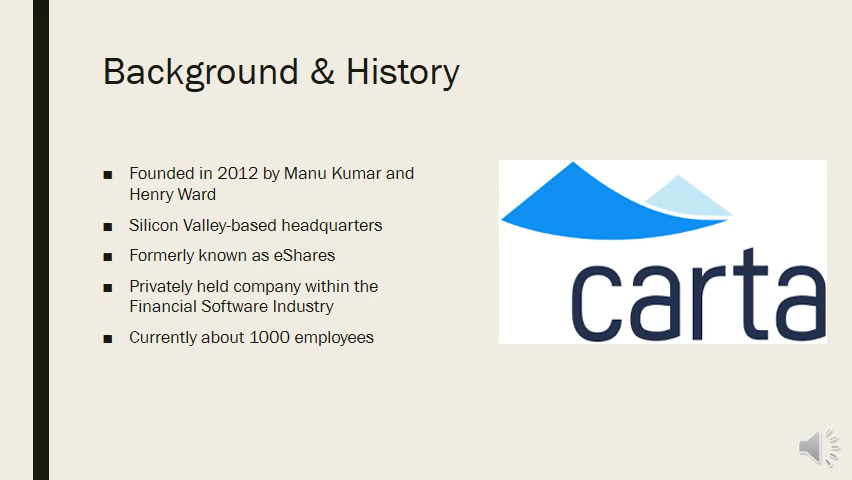 Background & History
■ Founded in 2012 by Manu Kumar and
Henry Ward
■ Silicon Valley-based headquarters
■ Formerly known as eShares
■ Privately held company within the
Financial Software Industry
■ Currently about 1000 employees
carta